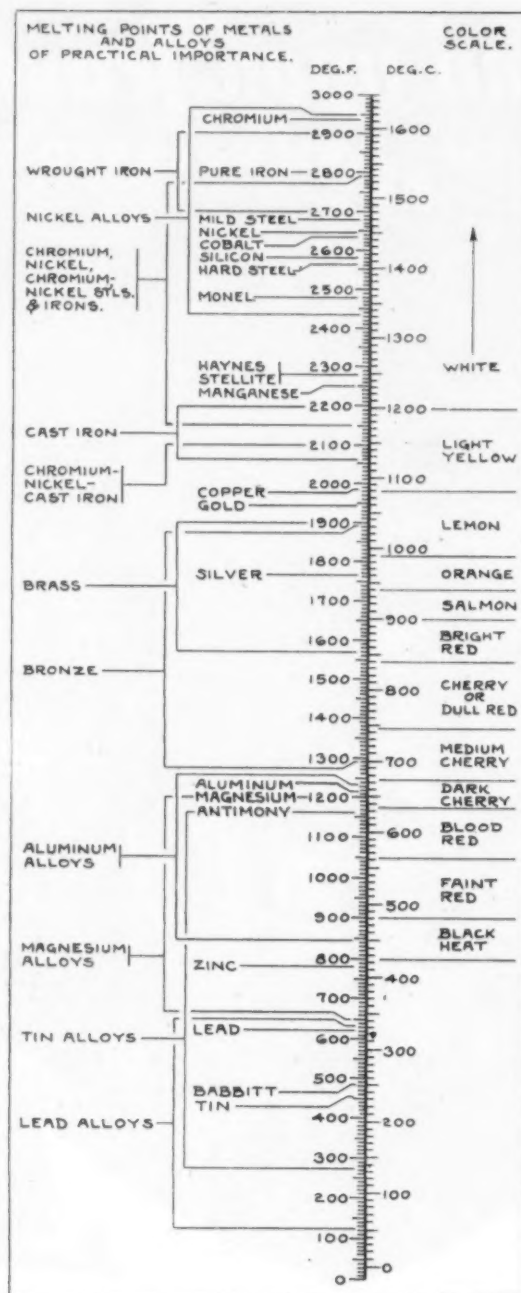 MELTING POINTS OF METALS
AND ALLOYS
OF PRACTICAL IMPORTANCE.
COLOR
SCALE.
DEG.F. DEG.C.
3000
CHROMIUM
1600
2900
WROUGHT IRON
PURE IRON
2800
1500
NICKEL ALLOYS
2700
MILD STEEL
NICKEL
COBALT
2600
SILICON
CHROMIUM,
NICKEL,
CHROMIUM-
NICKEL STLS.
& IRONS.
HARD STEEL
1400
2500
MONEL
2400
1300
HAYNES
STELLITE
2300
WHITE
MANGANESE
2200
1200
CAST IRON
2100
LIGHT
YELLOW
CHROMIUM-
NICKEL-
CAST IRON
2000
1100
COPPER
GOLD
1900
LEMON
1000
1800
SILVER
ORANGE
BRASS
1700
SALMON
900
1600
BRIGHT
RED
BRONZE
1500
800
CHERRY
OR
DULL RED
1400
1300
700
MEDIUM
CHERRY
ALUMINUM
MAGNESIUM
1200
DARK
CHERRY
ANTIMONY
1100
600
BLOOD
RED
ALUMINUM
ALLOYS
1000
FAINT
RED
500
900
BLACK
HEAT
MAGNESIUM
ALLOYS
800
ZINC
400
700
LEAD
TIN ALLOYS
600
300
500
BABBITT
TIN
400
LEAD ALLOYS
200
300
200
100
100
0
0